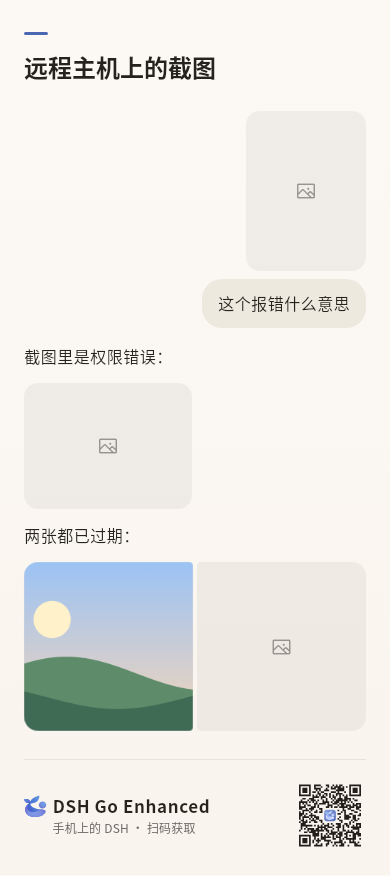 远程主机上的截图
这个报错什么意思
截图里是权限错误：
两张都已过期：
DSH Go Enhanced
手机上的 DSH · 扫码获取